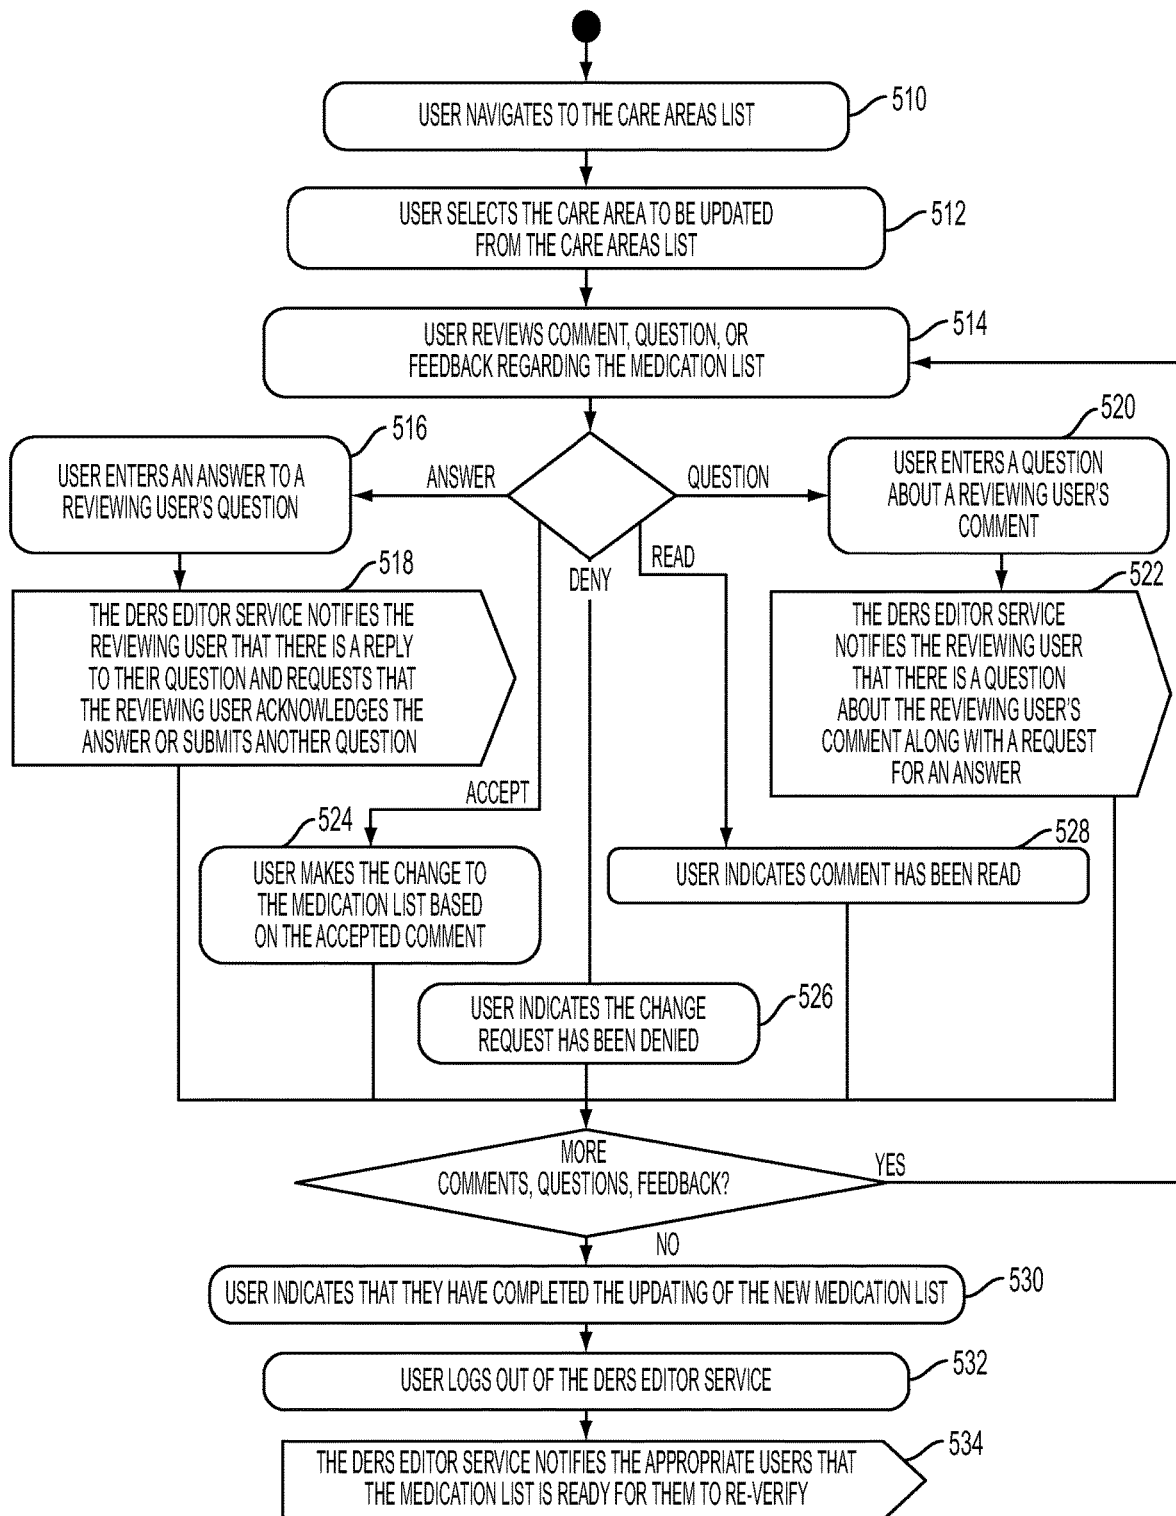 USER NAVIGATES TO THE CARE AREAS LIST
510
USER SELECTS THE CARE AREA TO BE UPDATED
FROM THE CARE AREAS LIST
512
USER REVIEWS COMMENT, QUESTION, OR
FEEDBACK REGARDING THE MEDICATION LIST
514
516
USER ENTERS AN ANSWER TO A
REVIEWING USER'S QUESTION
ANSWER
QUESTION
520
USER ENTERS A QUESTION
ABOUT A REVIEWING USER'S
COMMENT
READ
DENY
518
THE DERS EDITOR SERVICE NOTIFIES THE
REVIEWING USER THAT THERE IS A REPLY
TO THEIR QUESTION AND REQUESTS THAT
THE REVIEWING USER ACKNOWLEDGES THE
ANSWER OR SUBMITS ANOTHER QUESTION
522
THE DERS EDITOR SERVICE
NOTIFIES THE REVIEWING USER
THAT THERE IS A QUESTION
ABOUT THE REVIEWING USER'S
COMMENT ALONG WITH A REQUEST
FOR AN ANSWER
ACCEPT
524
USER MAKES THE CHANGE TO
THE MEDICATION LIST BASED
ON THE ACCEPTED COMMENT
528
USER INDICATES COMMENT HAS BEEN READ
USER INDICATES THE CHANGE
REQUEST HAS BEEN DENIED
526
MORE
COMMENTS, QUESTIONS, FEEDBACK?
YES
NO
USER INDICATES THAT THEY HAVE COMPLETED THE UPDATING OF THE NEW MEDICATION LIST
530
USER LOGS OUT OF THE DERS EDITOR SERVICE
532
THE DERS EDITOR SERVICE NOTIFIES THE APPROPRIATE USERS THAT
THE MEDICATION LIST IS READY FOR THEM TO RE-VERIFY
534